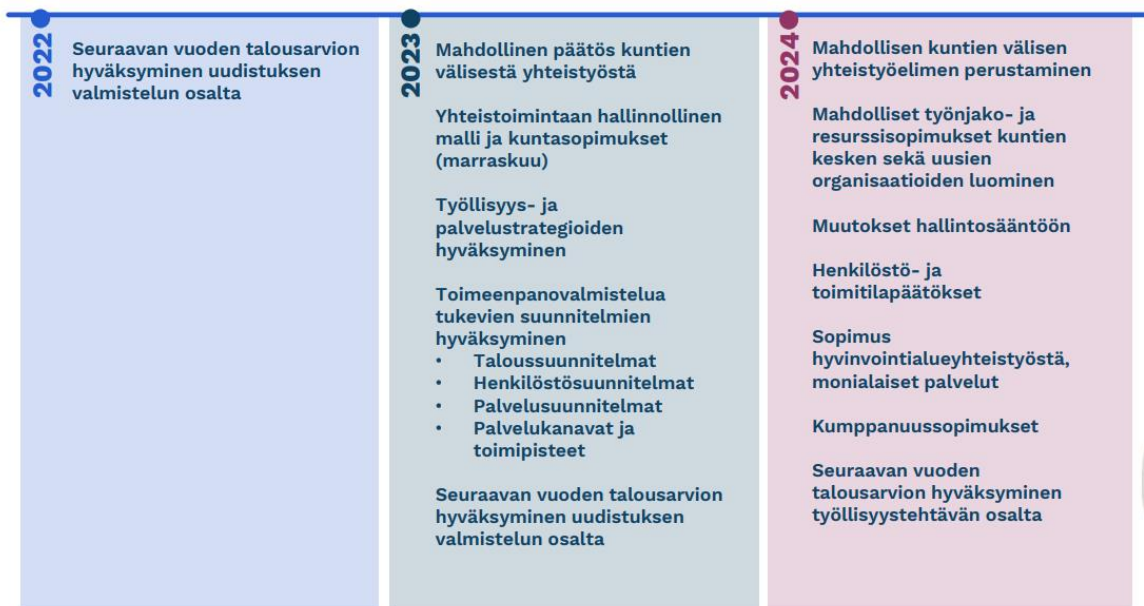 2022
Seuraavan vuoden talousarvion
hyväksyminen uudistuksen
valmistelun osalta
2023
Mahdollinen päätös kuntien
välisestä yhteistyöstä
Yhteistoimintaan hallinnollinen
malli ja kuntasopimukset
(marraskuu)
Työllisyys- ja
palvelustrategioiden
hyväksyminen
Toimeenpanovalmistelua
tukevien suunnitelmien
hyväksyminen
• Taloussuunnitelmat
• Henkilöstösuunnitelmat
• Palvelusuunnitelmat
• Palvelukanavat ja
toimipisteet
Seuraavan vuoden talousarvion
hyväksyminen uudistuksen
valmistelun osalta
2024
Mahdollisen kuntien välisen
yhteistyöelimen perustaminen
Mahdolliset työnjako- ja
resurssisopimukset kuntien
kesken sekä uusien
organisaatioiden luominen
Muutokset hallintosääntöön
Henkilöstö- ja
toimitilapäätökset
Sopimus
hyvinvointialueyhteistyöstä,
monialaiset palvelut
Kumppanuussopimukset
Seuraavan vuoden
talousarvion hyväksyminen
työllisyystehtävän osalta